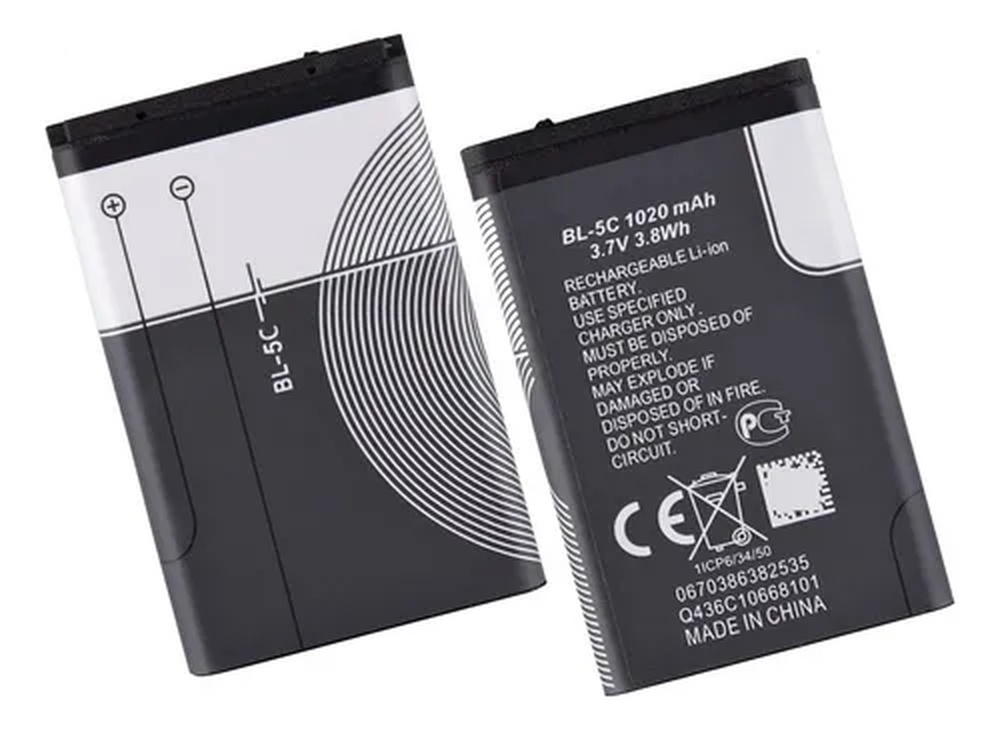 + −
BL-5C
BL-5C 1020 mAh
3.7V 3.8Wh
RECHARGEABLE Li-ion
BATTERY.
USE SPECIFIED
CHARGER ONLY.
MUST BE DISPOSED OF
PROPERLY.
MAY EXPLODE IF
DAMAGED OR
DISPOSED OF IN FIRE.
DO NOT SHORT-
CIRCUIT.
PCT
CE
1ICP6/34/50
0670386382535
Q436C10668101
MADE IN CHINA